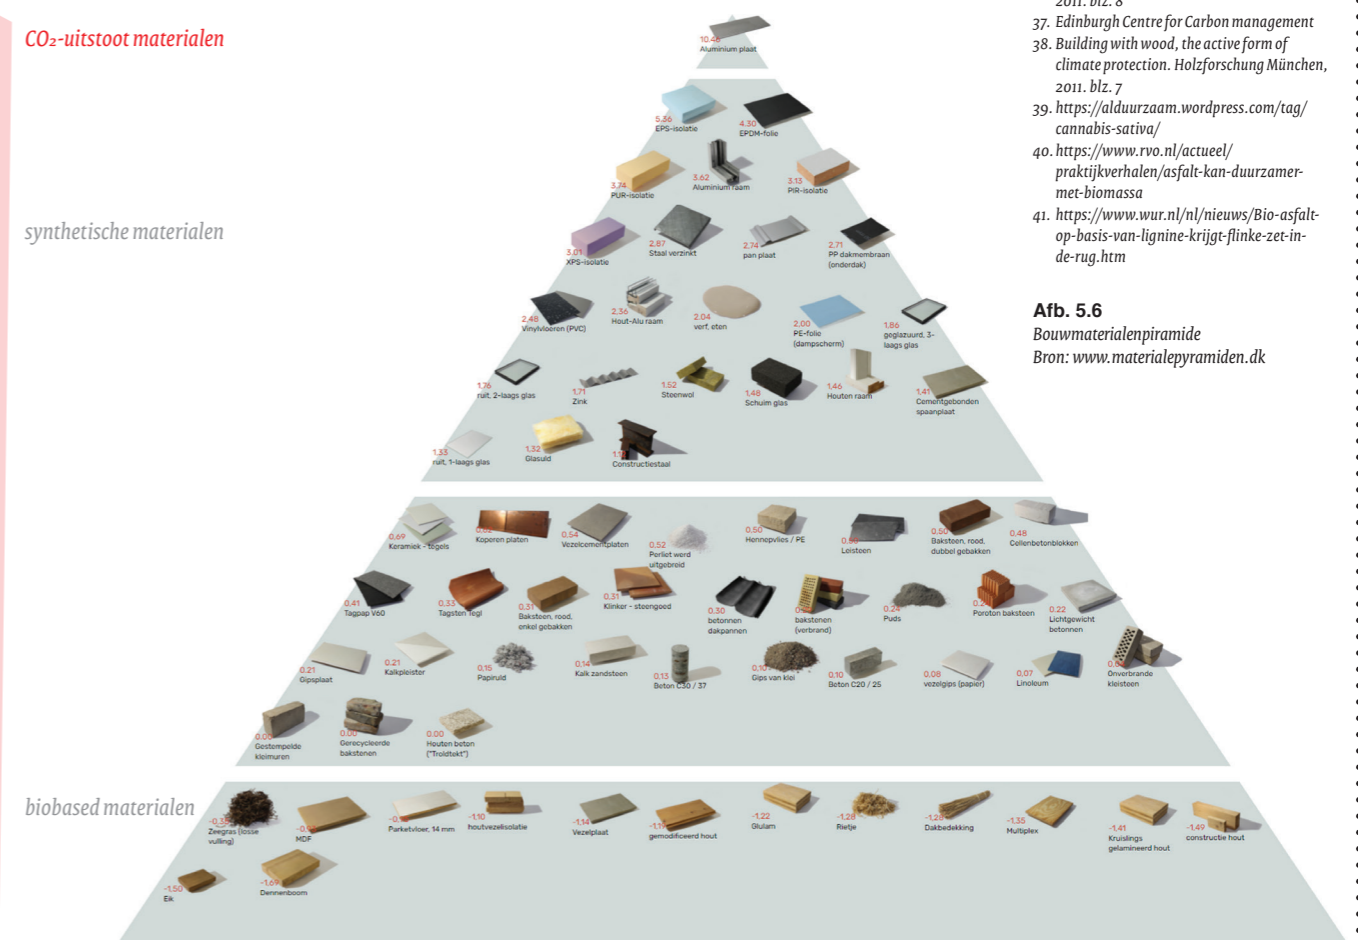 CO₂-uitstoot materialen
synthetische materialen
biobased materialen
10.46
Aluminium plaat
5.36
EPS-isolatie
4.30
EPDM-folie
3.74
PUR-isolatie
3.62
Aluminium raam
3.13
PIR-isolatie
3.01
XPS-isolatie
2,87
Staal verzinkt
2,74
pan plaat
2,71
PP dakmembraan
(onderdak)
2,48
Vinylvloeren (PVC)
2,36
Hout-Alu raam
2.04
verf, eten
2,00
PE-folie
(dampscherm)
1,86
geglazuurd, 3-
laags glas
1,76
ruit, 2-laags glas
1,71
Zink
1.52
Steenwol
1,48
Schuim glas
1,46
Houten raam
1,41
Cementgebonden
spaanplaat
1.33
ruit, 1-laags glas
1,32
Glasuld
Constructiestaal
0,69
Keramiek - tegels
Koperen platen
0,54
Vezelcementplaten
0,52
Perliet werd
uitgebreid
0,50
Hennepvlies / PE
Leisteen
0,50
Baksteen, rood,
dubbel gebakken
0,48
Cellenbetonblokken
0,41
Tagpap V60
0,33
Tagsten Tegl
0,31
Baksteen, rood,
enkel gebakken
0,31
Klinker - steengoed
0.30
betonnen
dakpannen
bakstenen
(verbrand)
0,24
Puds
Poroton baksteen
0.22
Lichtgewicht
betonnen
0.21
Gipsplaat
0.21
Kalkpleister
0,15
Papiruld
0,14
Kalk zandsteen
0,13
Beton C30 / 37
0,10
Gips van klei
0,10
Beton C20 / 25
0,08
vezelgips (papier)
0,07
Linoleum
Onverbrande
kleisteen
0.00
Gestempelde
kleimuren
0.00
Gerecycleerde
bakstenen
0.00
Houten beton
("Troldtekt")
Zeegras (losse
vulling)
MDF
Parketvloer, 14 mm
-1,10
houtvezelisolatie
-1,14
Vezelplaat
gemodificeerd hout
-1,22
Glulam
-1,28
Rietje
-1,28
Dakbedekking
-1,35
Multiplex
-1,41
Kruislings
gelamineerd hout
-1,49
constructie hout
-1,50
Eik
-1,69
Dennenboom
2011. blz. 8
37. Edinburgh Centre for Carbon management
38. Building with wood, the active form of
climate protection. Holzforschung München,
2011. blz. 7
39. https://alduurzaam.wordpress.com/tag/
cannabis-sativa/
40. https://www.rvo.nl/actueel/
praktijkverhalen/asfalt-kan-duurzamer-
met-biomassa
41. https://www.wur.nl/nl/nieuws/Bio-asfalt-
op-basis-van-lignine-krijgt-flinke-zet-in-
de-rug.htm
Afb. 5.6
Bouwmaterialenpiramide
Bron: www.materialepyramiden.dk